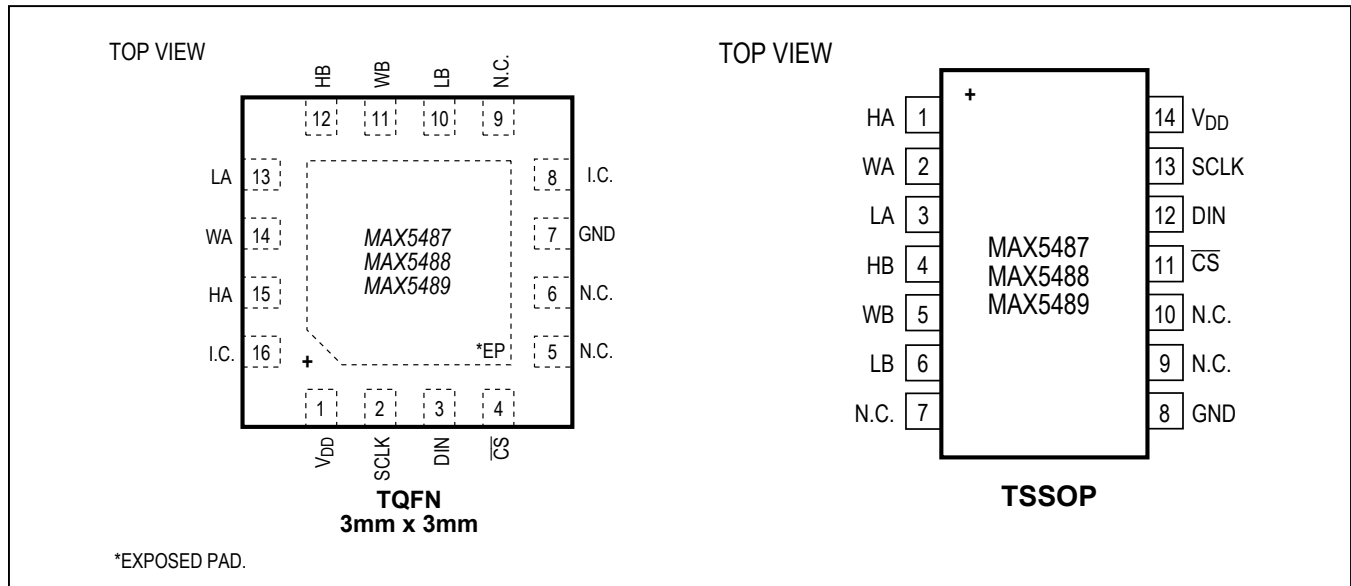 TOP VIEW
HB
WB
LB
N.C.
12
11
10
9
LA 13
8 I.C.
WA 14
7 GND
HA 15
6 N.C.
I.C. 16
5 N.C.
MAX5487
MAX5488
MAX5489
+
*EP
1
2
3
4
VDD
SCLK
DIN
CS
TQFN
3mm x 3mm
*EXPOSED PAD.
TOP VIEW
+
HA 1
14 VDD
WA 2
13 SCLK
LA 3
12 DIN
HB 4
11 CS
WB 5
10 N.C.
LB 6
9 N.C.
N.C. 7
8 GND
MAX5487
MAX5488
MAX5489
TSSOP